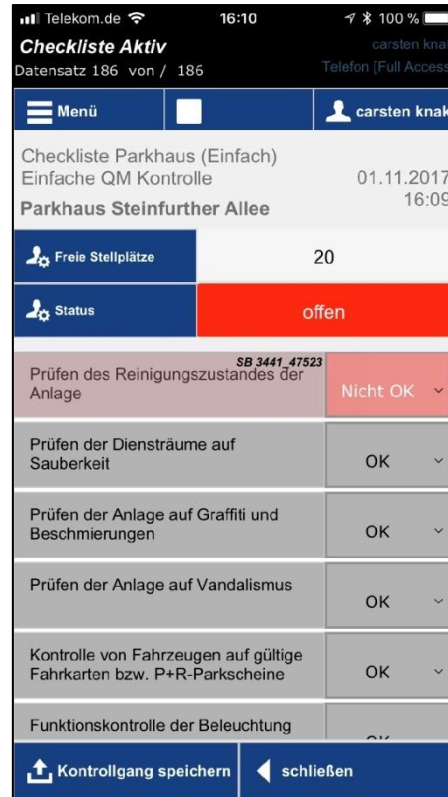 Telekom.de 16:10 100 %
Checkliste Aktiv carsten knak
Datensatz 186 von / 186 Telefon [Full Access
Menü carsten knak
Checkliste Parkhaus (Einfach)
Einfache QM Kontrolle 01.11.2017
Parkhaus Steinfurther Allee 16:09
Freie Stellplätze 20
Status offen
SB 3441_47523
Prüfen des Reinigungszustandes der
Anlage Nicht OK
Prüfen der Diensträume auf
Sauberkeit OK
Prüfen der Anlage auf Graffiti und
Beschmierungen OK
Prüfen der Anlage auf Vandalismus
OK
Kontrolle von Fahrzeugen auf gültige
Fahrkarten bzw. P+R-Parkscheine OK
Funktionskontrolle der Beleuchtung
Kontrollgang speichern schließen